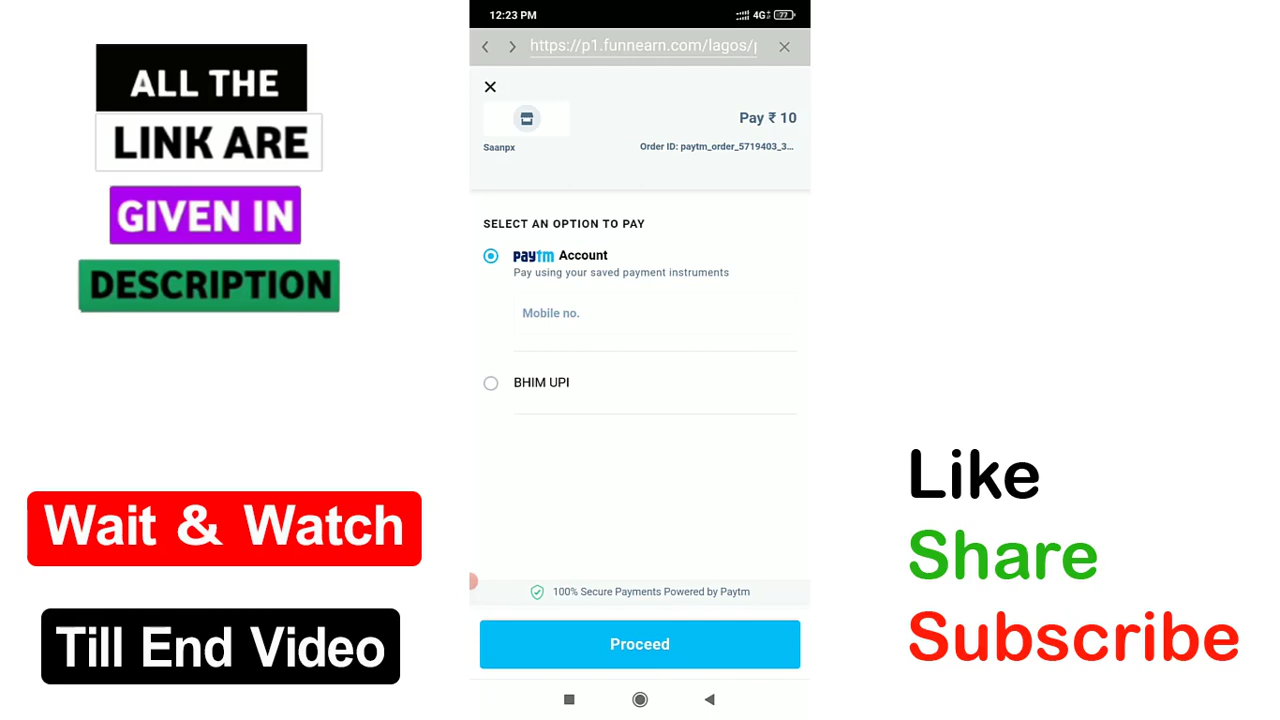 ALL THE
LINK ARE
GIVEN IN
DESCRIPTION
Wait & Watch
Till End Video
12:23 PM
4G 77
https://p1.funnearn.com/lagos/
Pay ₹ 10
Saanpx
Order ID: paytm_order_5719403_3...
SELECT AN OPTION TO PAY
paytm Account
Pay using your saved payment instruments
Mobile no.
BHIM UPI
100% Secure Payments Powered by Paytm
Proceed
Like
Share
Subscribe